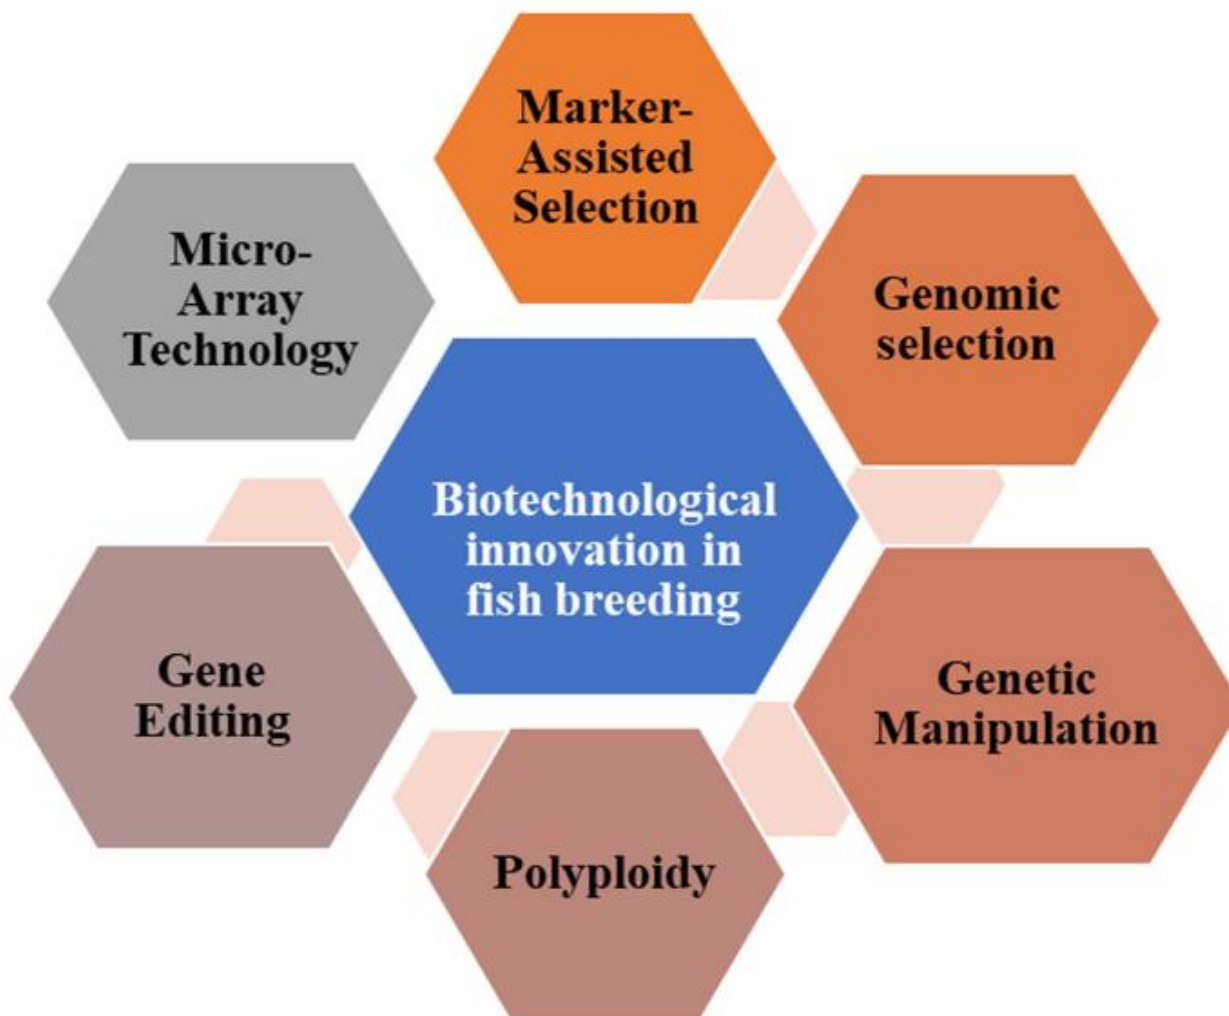 Marker-
Assisted
Selection
Micro-
Array
Technology
Genomic
selection
Biotechnological
innovation in
fish breeding
Gene
Editing
Genetic
Manipulation
Polyploidy